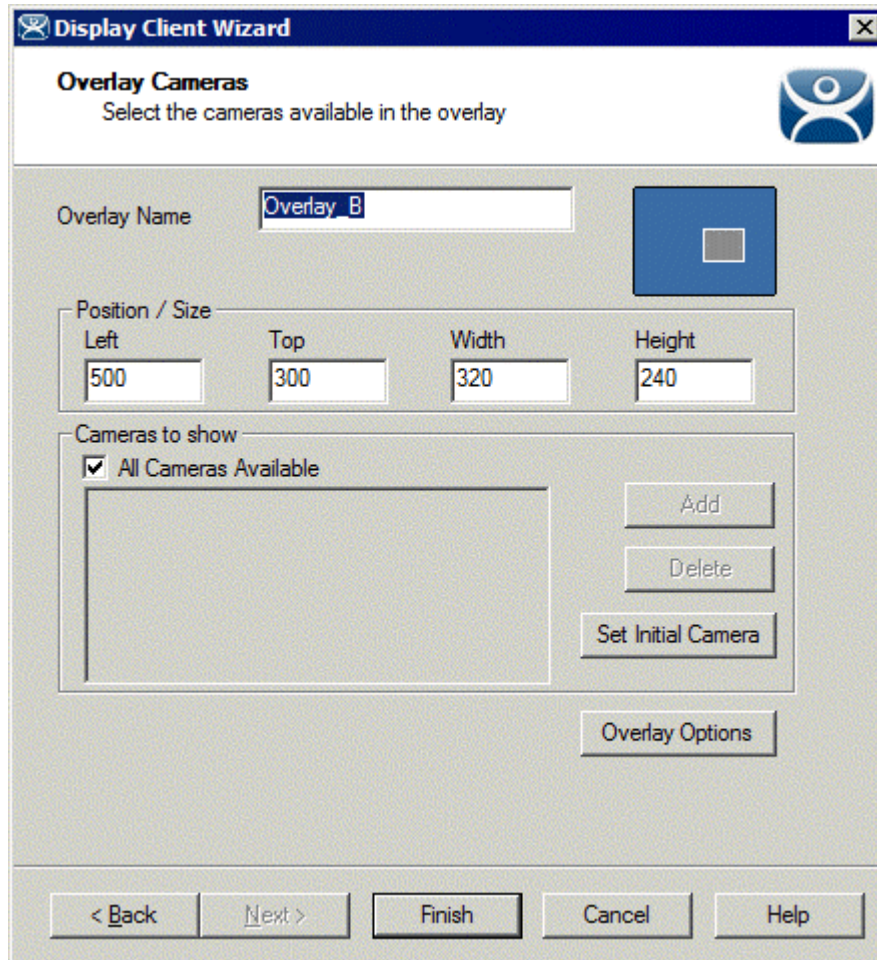 Display Client Wizard
Overlay Cameras
Select the cameras available in the overlay
Overlay Name
Overlay_B
Position / Size
Left Top Width Height
500 300 320 240
Cameras to show
All Cameras Available
Add
Delete
Set Initial Camera
Overlay Options
< Back Next > Finish Cancel Help